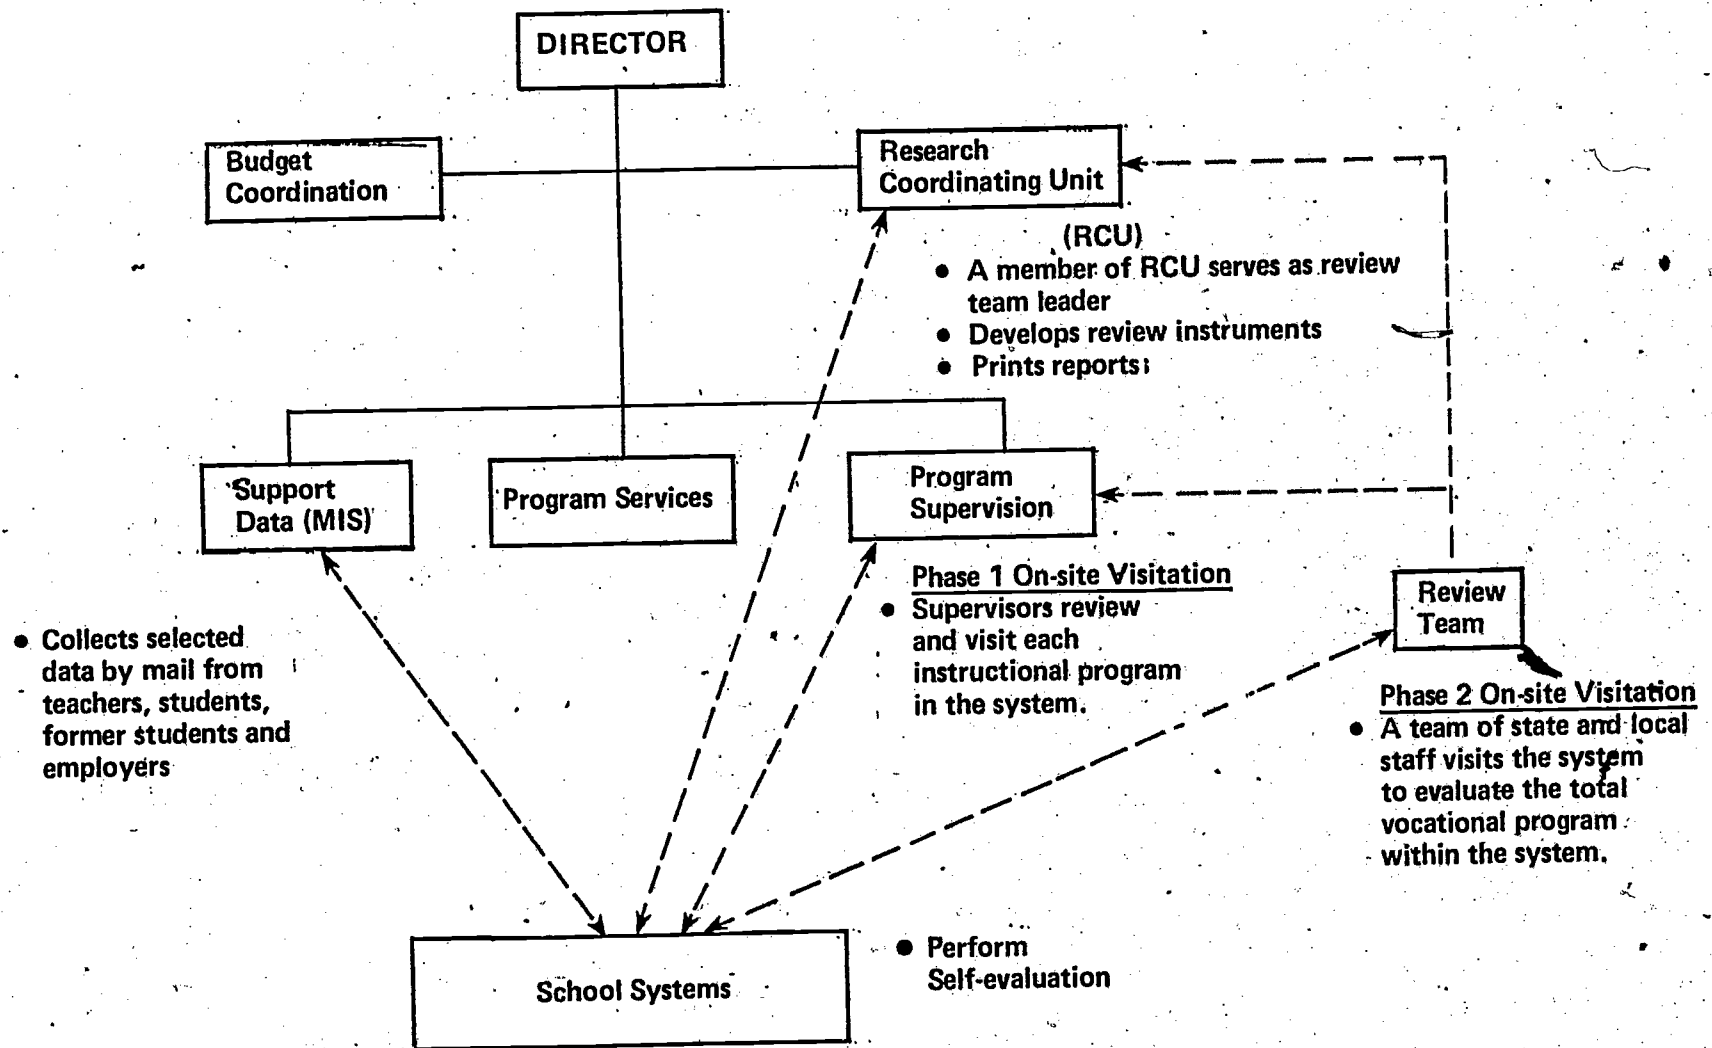 DIRECTOR
Budget
Coordination
Research
Coordinating Unit
(RCU)
● A member of RCU serves as review
team leader
● Develops review instruments
● Prints reports
Support
Data (MIS)
Program Services
Program
Supervision
Phase 1 On-site Visitation
● Supervisors review
and visit each
instructional program
in the system.
Review
Team
Phase 2 On-site Visitation
● A team of state and local
staff visits the system
to evaluate the total
vocational program
within the system.
● Collects selected
data by mail from
teachers, students,
former students and
employers
School Systems
● Perform
Self-evaluation